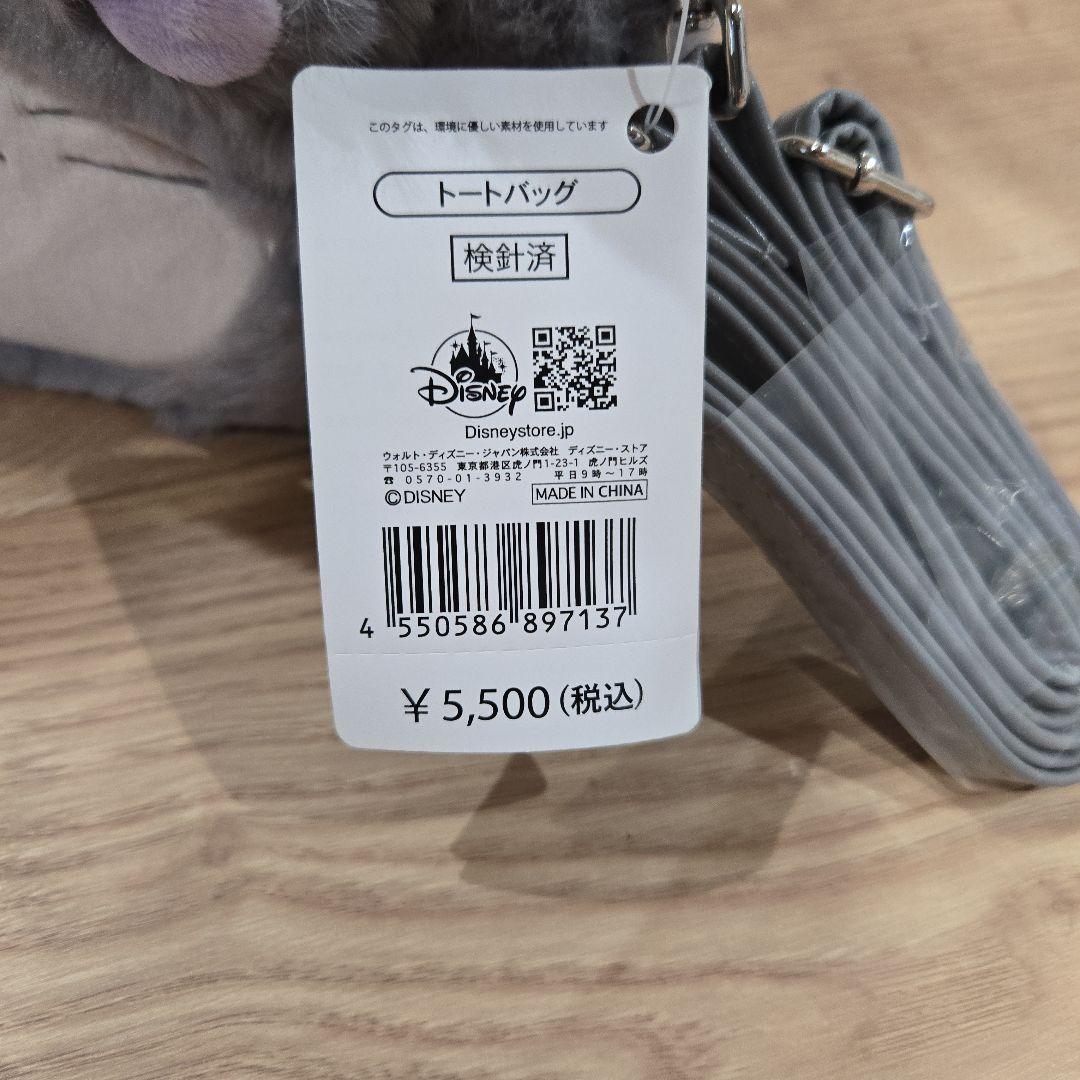 このタグは、環境に優しい素材を使用しています
トートバッグ
検針済
Disney
Disneystore.jp
ウォルト・ディズニー・ジャパン株式会社 ディズニー・ストア
〒105-6355 東京都港区虎ノ門1-23-1 虎ノ門ヒルズ
☎ 0570-01-3932 平日9時～17時
©DISNEY MADE IN CHINA
4 550586 897137
￥5,500(税込)